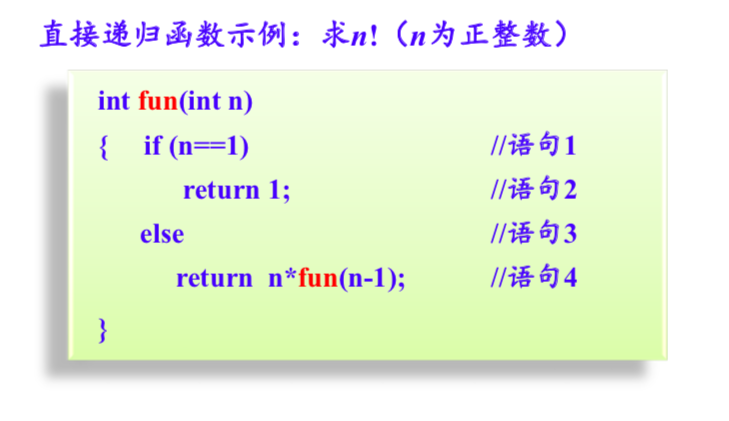 直接递归函数示例：求n!（n为正整数）
int fun(int n)
{ if (n==1) //语句1
return 1; //语句2
else //语句3
return n*fun(n-1); //语句4
}